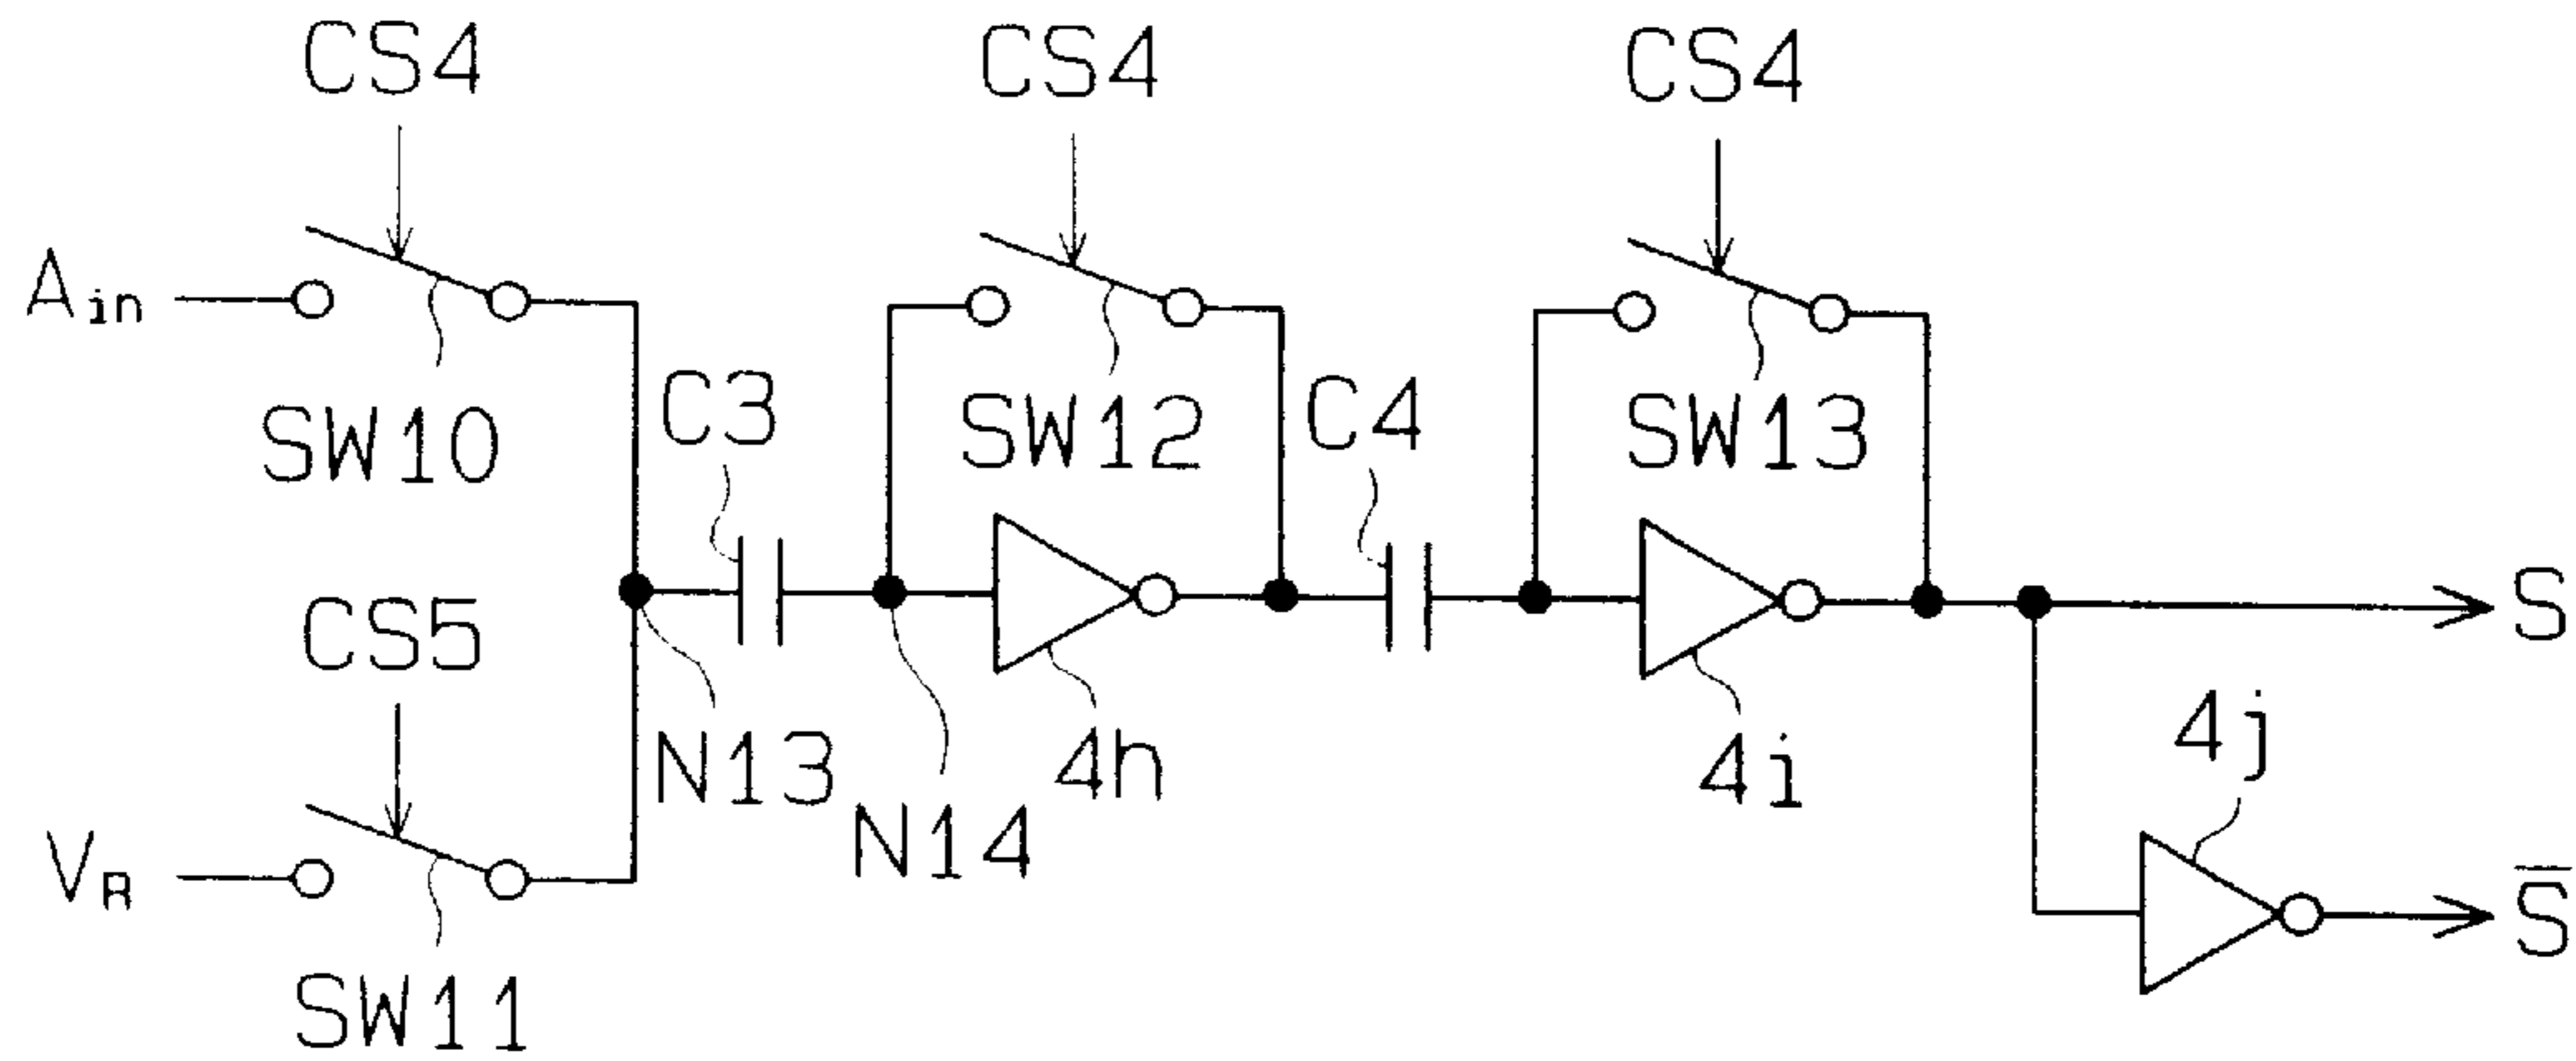 CS4 CS4 CS4
Ain
SW10 C3 SW12 C4 SW13
S
CS5
N13 4h 4i 4j
VR N14
S̅
SW11